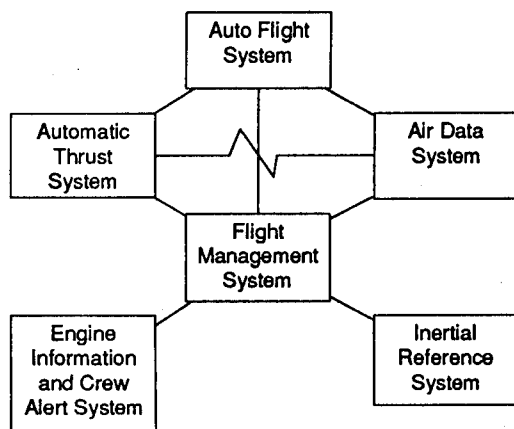 Auto Flight
System
Automatic
Thrust
System
Air Data
System
Flight
Management
System
Engine
Information
and Crew
Alert System
Inertial
Reference
System